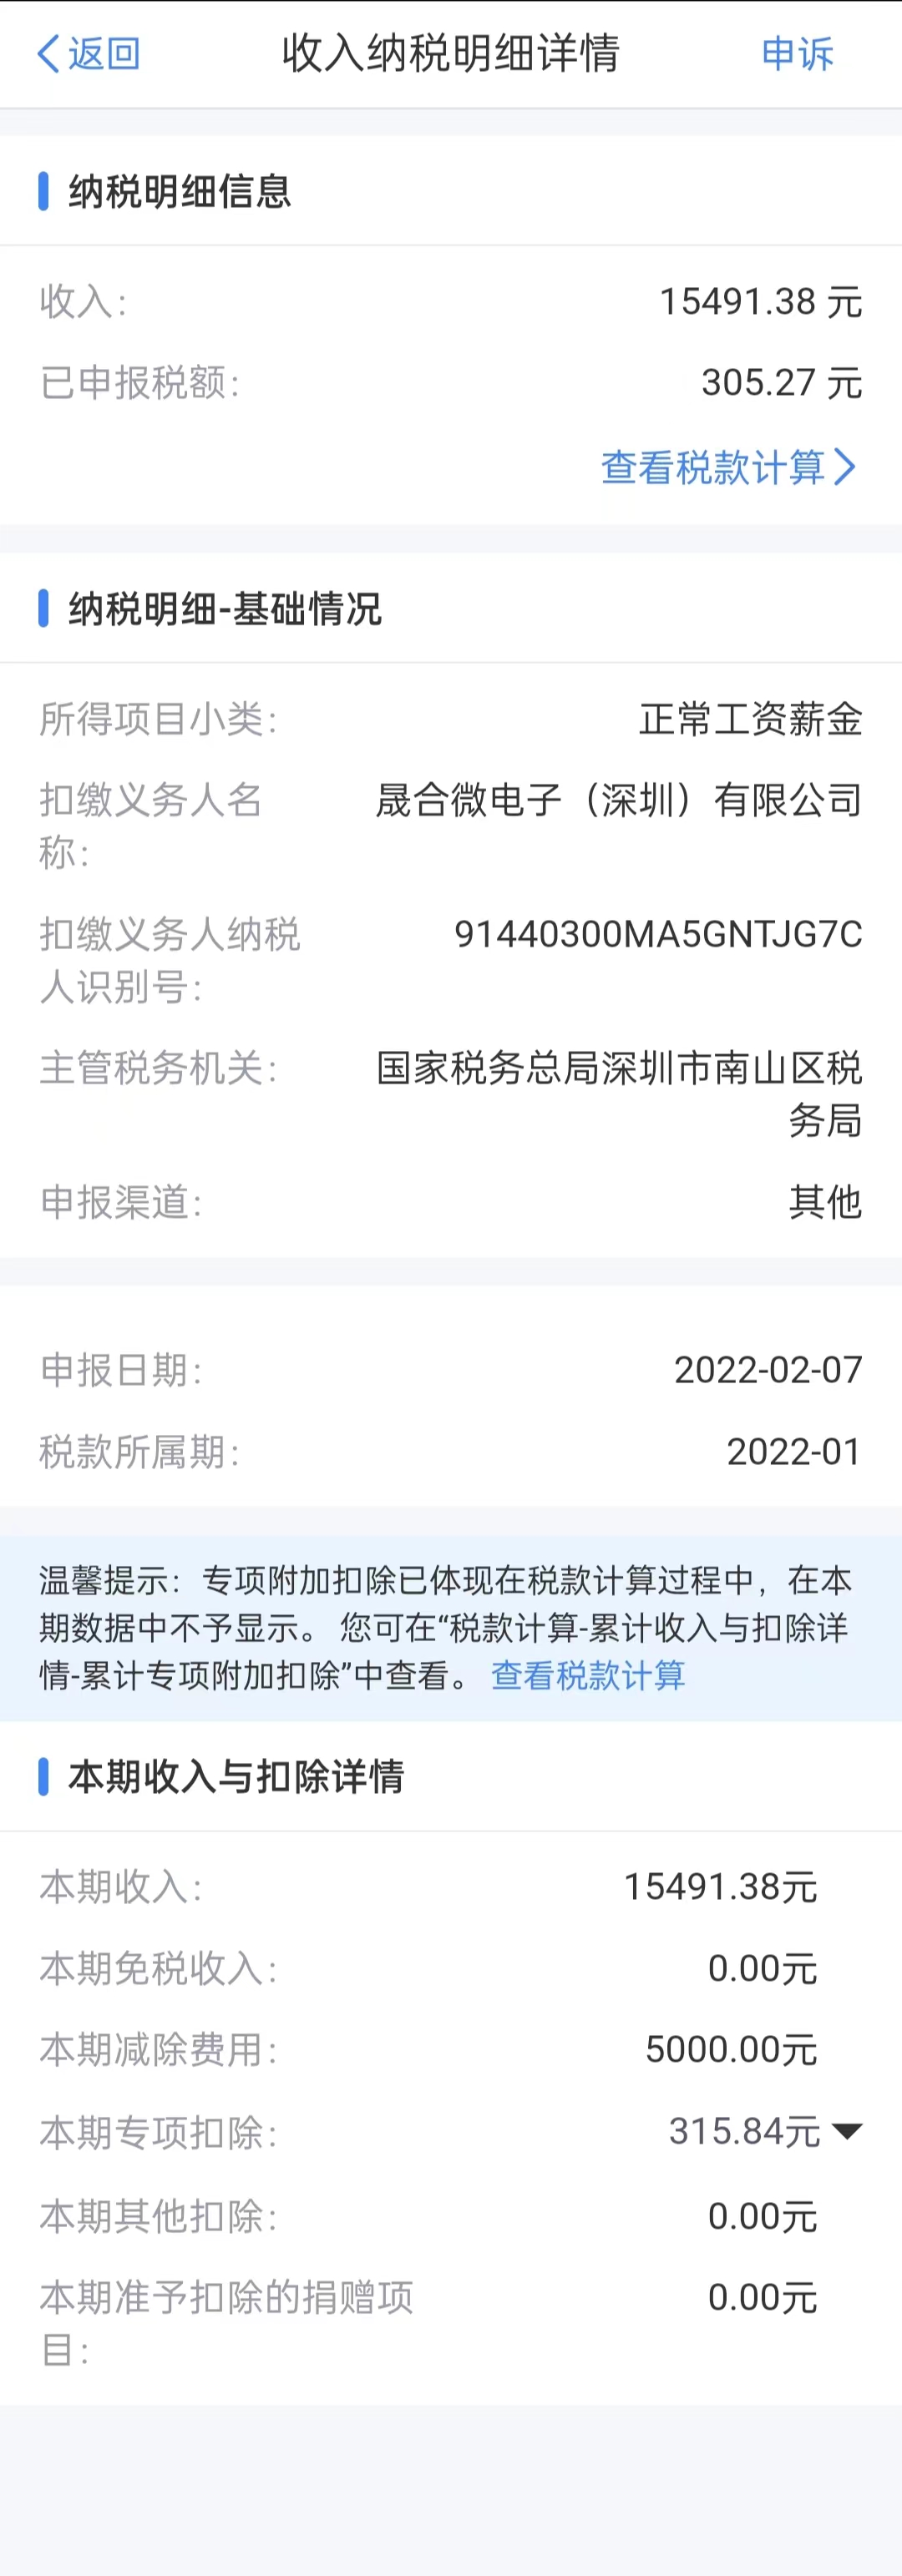 返回 收入纳税明细详情 申诉
纳税明细信息
收入： 15491.38 元
已申报税额： 305.27 元
查看税款计算
纳税明细-基础情况
所得项目小类： 正常工资薪金
扣缴义务人名 晟合微电子（深圳）有限公司
称：
扣缴义务人纳税 91440300MA5GNTJG7C
人识别号：
主管税务机关： 国家税务总局深圳市南山区税
务局
申报渠道： 其他
申报日期： 2022-02-07
税款所属期： 2022-01
温馨提示：专项附加扣除已体现在税款计算过程中，在本
期数据中不予显示。 您可在“税款计算-累计收入与扣除详
情-累计专项附加扣除”中查看。 查看税款计算
本期收入与扣除详情
本期收入： 15491.38元
本期免税收入： 0.00元
本期减除费用： 5000.00元
本期专项扣除： 315.84元
本期其他扣除： 0.00元
本期准予扣除的捐赠项 0.00元
目：